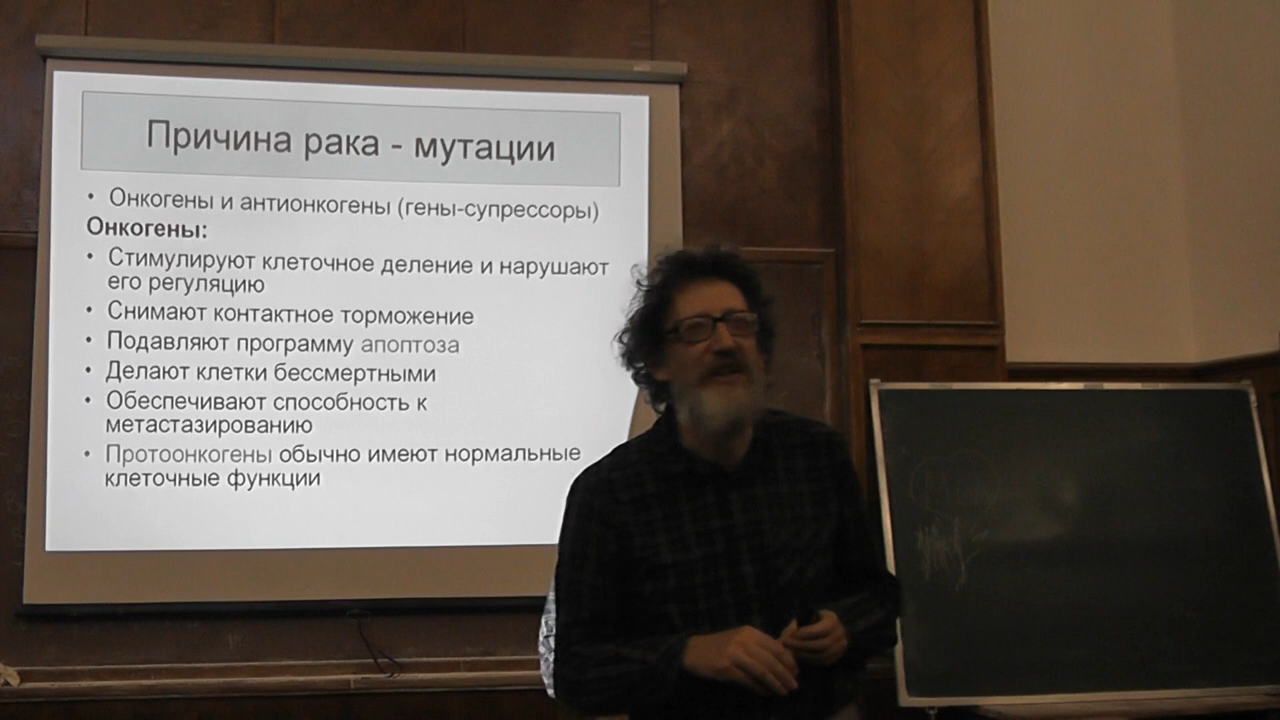 Причина рака - мутации
• Онкогены и антионкогены (гены-супрессоры)
Онкогены:
• Стимулируют клеточное деление и нарушают
его регуляцию
• Снимают контактное торможение
• Подавляют программу апоптоза
• Делают клетки бессмертными
• Обеспечивают способность к
метастазированию
• Протоонкогены обычно имеют нормальные
клеточные функции